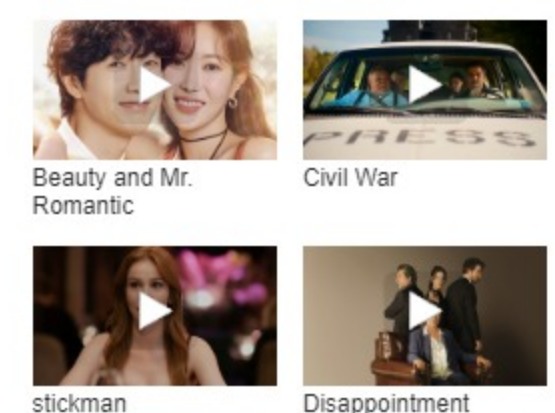 PRESS
Beauty and Mr.
Romantic
Civil War
stickman
Disappointment